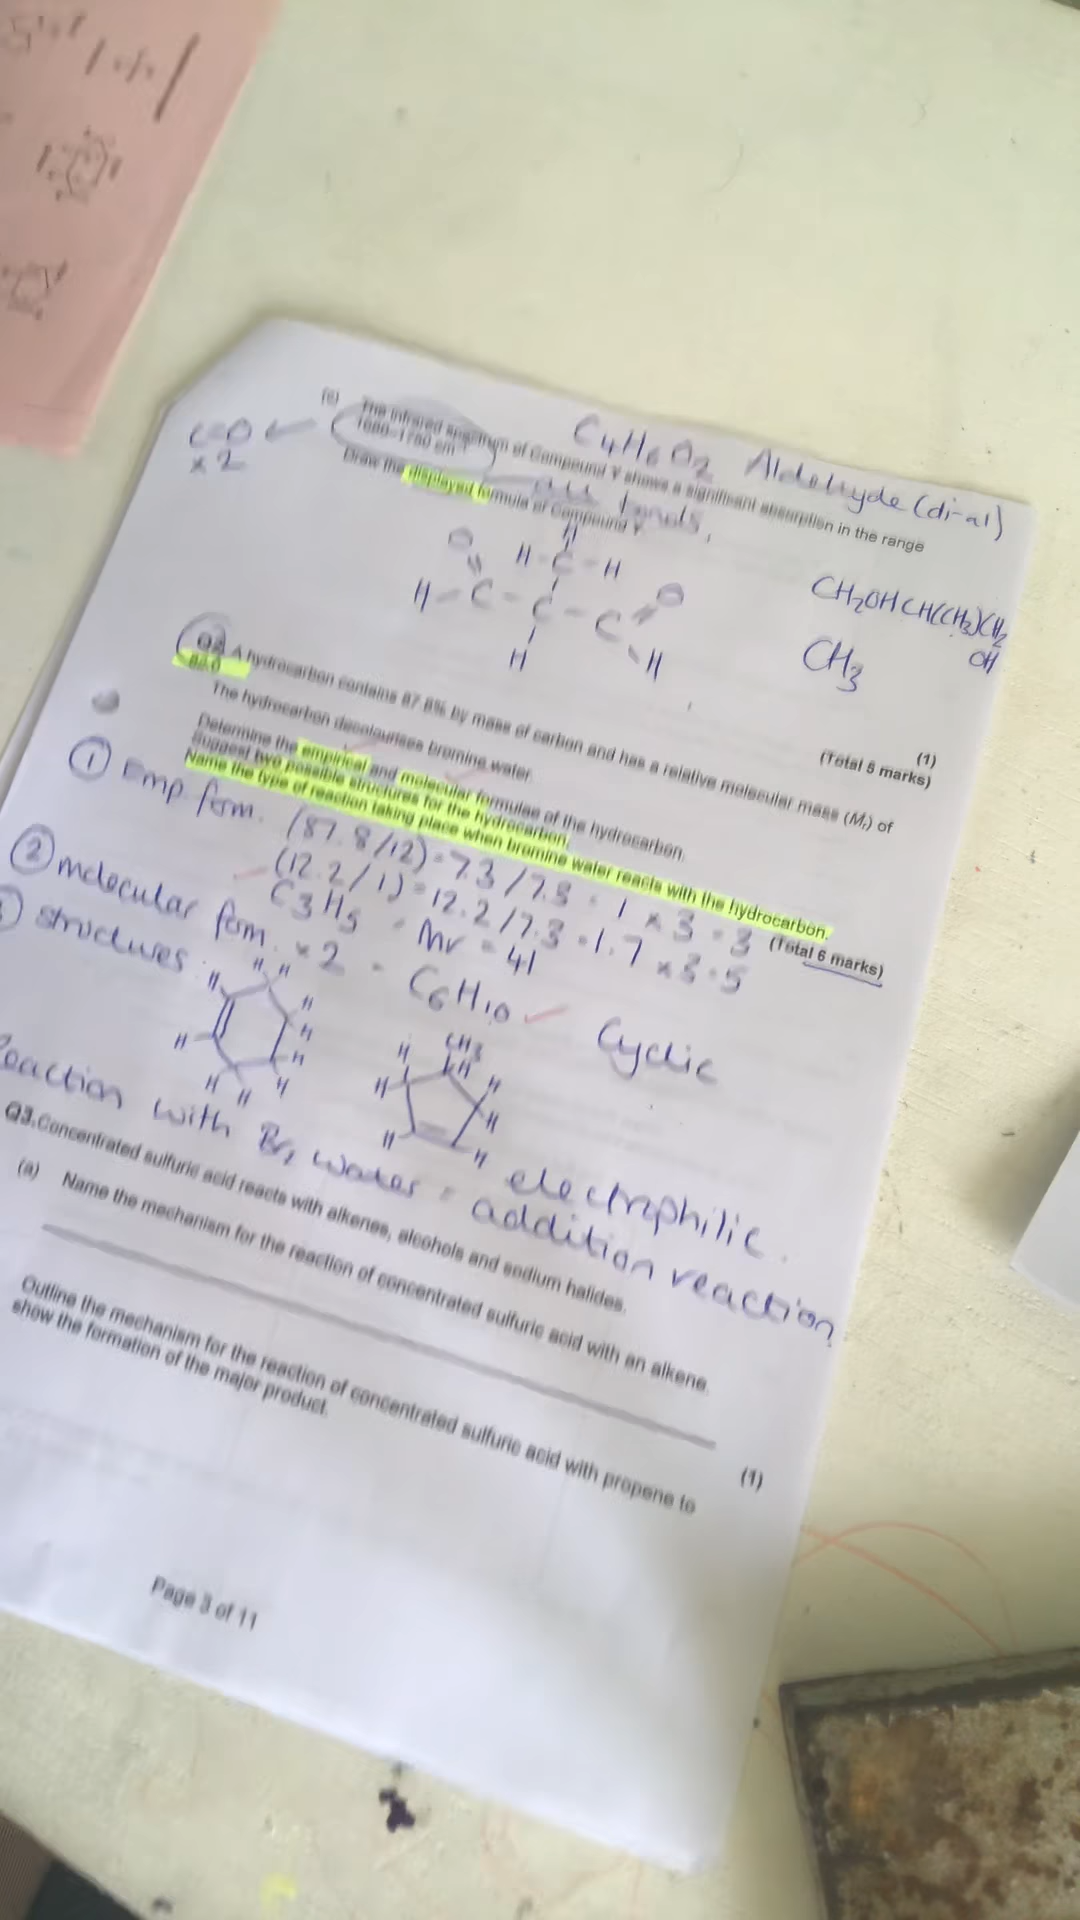 C4H6O2 Aldehyde (di-al)
(c) The infrared spectrum of Compound Y shows a significant absorption in the range
1680–1750 cm
C=O
x 2
Draw the displayed formula of Compound Y.
all bonds,
H
O H-C-H O
H-C-C-C
H H
CH2OHCH(CH3)CH2
OH
CH3
(1)
(Total 5 marks)
Q2. A hydrocarbon contains 87.8% by mass of carbon and has a relative molecular mass (Mr) of
82.0
The hydrocarbon decolourises bromine water.
Determine the empirical and molecular formulae of the hydrocarbon.
Suggest two possible structures for the hydrocarbon.
Name the type of reaction taking place when bromine water reacts with the hydrocarbon.
(Total 6 marks)
① Emp. form. (87.8/12) = 7.3 / 7.3 = 1 x 3 = 3
(12.2/1) = 12.2/7.3 = 1.7 x 3 = 5
C3H5 = Mr = 41
② molecular form. x 2 = C6H10
structures: Cyclic
H H H H H H H H H H
H CH3 H H H H H H H
Reaction with Br2 water = electrophilic
addition reaction
Q3. Concentrated sulfuric acid reacts with alkenes, alcohols and sodium halides.
(a) Name the mechanism for the reaction of concentrated sulfuric acid with an alkene.
(1)
Outline the mechanism for the reaction of concentrated sulfuric acid with propene to
show the formation of the major product.
Page 3 of 11